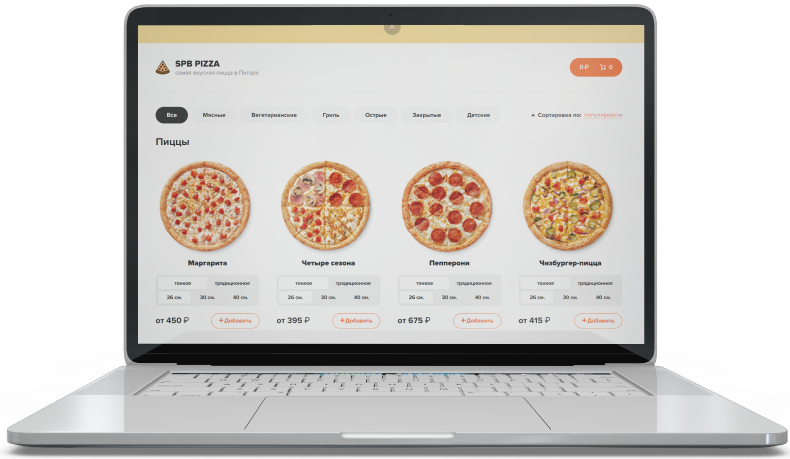 SPB PIZZA
самая вкусная пицца в Питере
0 ₽ 0
Все Мясные Вегетарианские Гриль Острые Закрытые Детские Сортировка по: популярности
Пиццы
Маргарита Четыре сезона Пепперони Чизбургер-пицца
тонкое традиционное тонкое традиционное тонкое традиционное тонкое традиционное
26 см. 30 см. 40 см. 26 см. 30 см. 40 см. 26 см. 30 см. 40 см. 26 см. 30 см. 40 см.
от 450 ₽ + Добавить от 395 ₽ + Добавить от 675 ₽ + Добавить от 415 ₽ + Добавить